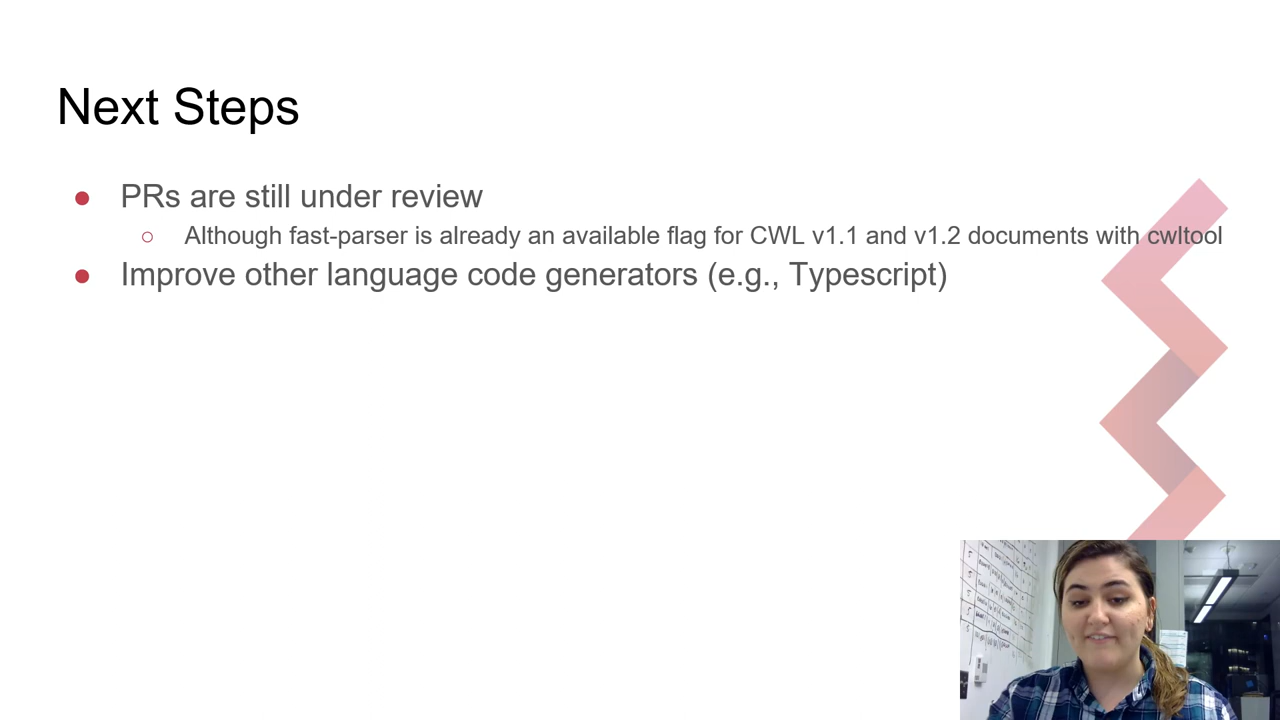 Next Steps
● PRs are still under review
○ Although fast-parser is already an available flag for CWL v1.1 and v1.2 documents with cwltool
● Improve other language code generators (e.g., Typescript)